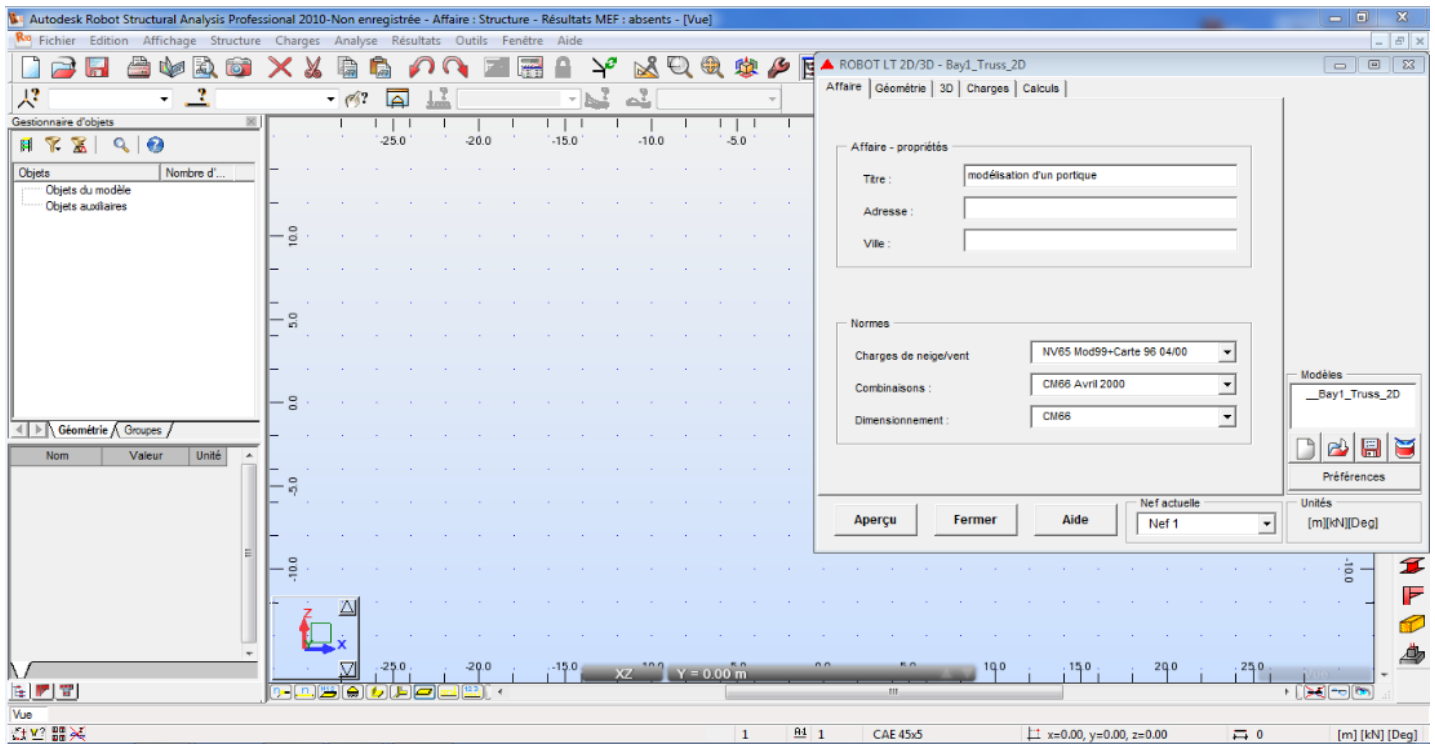 Autodesk Robot Structural Analysis Professional 2010-Non enregistrée - Affaire : Structure - Résultats MEF : absents - [Vue]
Fichier Edition Affichage Structure Charges Analyse Résultats Outils Fenêtre Aide
ROBOT LT 2D/3D - Bay1_Truss_2D
Affaire Géométrie 3D Charges Calculs
Gestionnaire d'objets
-25.0 -20.0 -15.0 -10.0 -5.0
Objets Nombre d'...
Objets du modèle
Objets auxiliaires
Affaire - propriétés
Titre : modélisation d'un portique
Adresse :
Ville :
10.0
5.0
0.0
-5.0
-10.0
Normes
Charges de neige/vent NV65 Mod99+Carte 96 04/00
Combinaisons : CM66 Avril 2000
Dimensionnement : CM66
Modèles
__Bay1_Truss_2D
Préférences
Géométrie Groupes
Nom Valeur Unité
Aperçu Fermer Aide
Nef actuelle
Nef 1
Unités
[m][kN][Deg]
-10.0
Z
X
-25.0 -20.0 -15.0 10.0 15.0 20.0 25.0
XZ Y = 0.00 m
Vue
1 1 CAE 45x5 x=0.00, y=0.00, z=0.00 0 [m] [kN] [Deg]